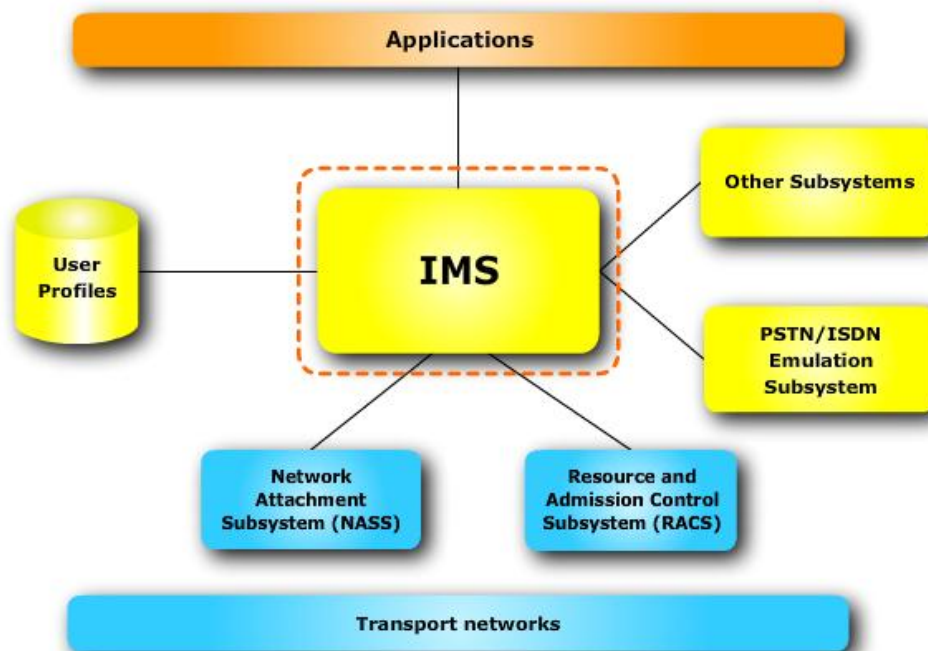 Applications
Other Subsystems
IMS
User
Profiles
PSTN/ISDN
Emulation
Subsystem
Network
Attachment
Subsystem (NASS)
Resource and
Admission Control
Subsystem (RACS)
Transport networks